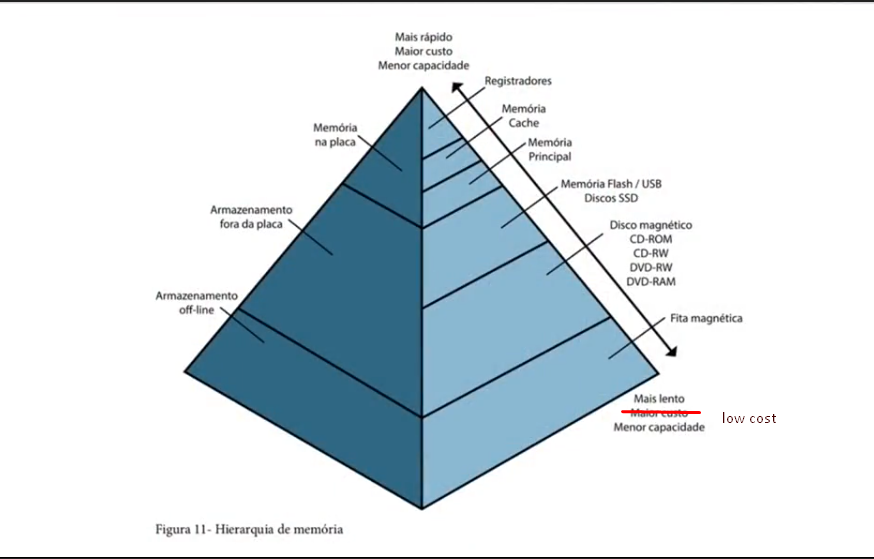 Mais rápido
Maior custo
Menor capacidade
Registradores
Memória
Cache
Memória
na placa
Memória
Principal
Memória Flash / USB
Discos SSD
Armazenamento
fora da placa
Disco magnético
CD-ROM
CD-RW
DVD-RW
DVD-RAM
Armazenamento
off-line
Fita magnética
Mais lento
Maior custo
low cost
Menor capacidade
Figura 11- Hierarquia de memória